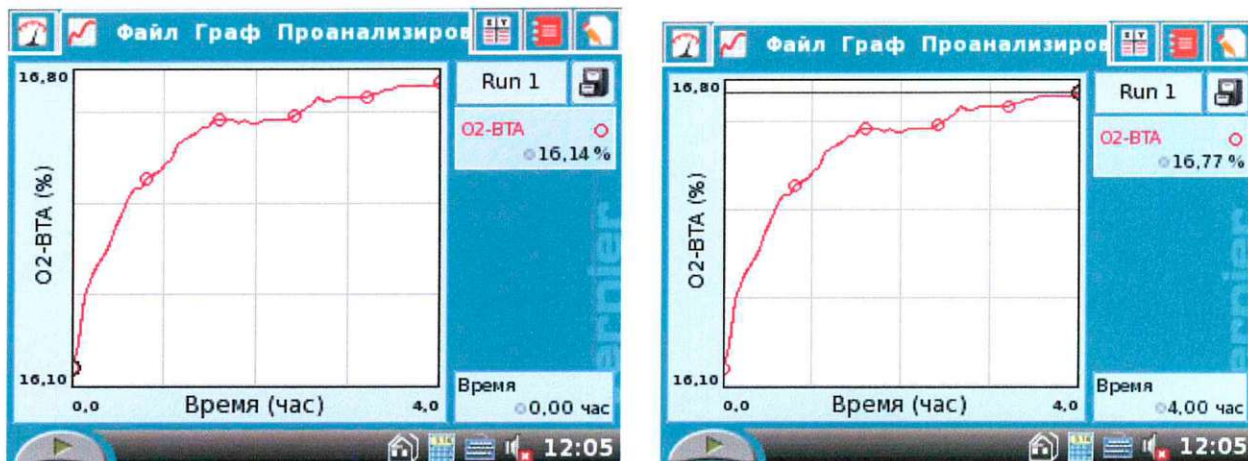 Файл Граф Проанализиров
16,80
Run 1
O2-BTA
16,14 %
O2-BTA (%)
16,10
0,0
Время (час)
4,0
Время
0,00 час
12:05
Файл Граф Проанализиров
16,80
Run 1
O2-BTA
16,77 %
O2-BTA (%)
16,10
0,0
Время (час)
4,0
Время
4,00 час
12:05